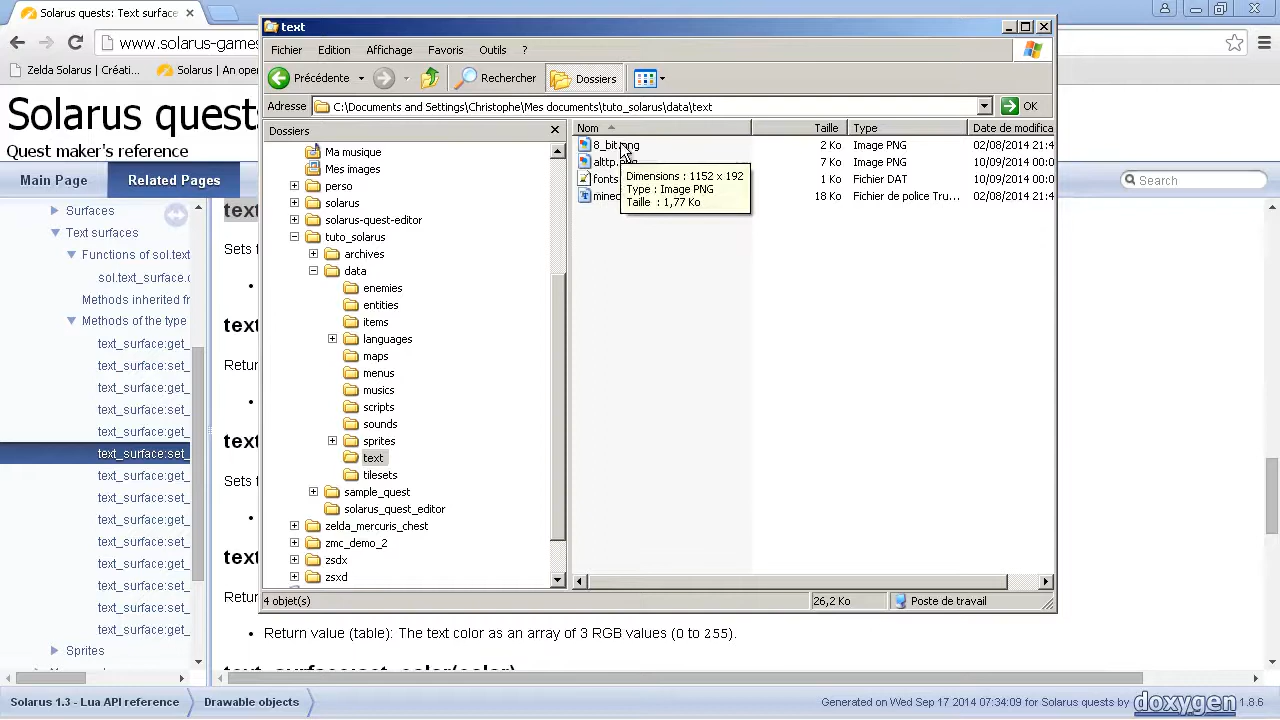 Solarus quests: Text surface
www.solarus-games
Zelda Solarus | Créati...
Solarus | An open
Solarus quests
Quest maker's reference
Main Page
Related Pages
Search
Surfaces
Text surfaces
Functions of sol.text
sol.text_surface.c
Methods inherited fr
Methods of the type
text_surface:get_
text_surface:set_
text_surface:get_
text_surface:set_
text_surface:get_
text_surface:set_
text_surface:get_
text_surface:set_
text_surface:get_
text_surface:set_
text_surface:get_
text_surface:set_
text_surface:get_
text_surface:get_
Sprites
text
Sets f
text
Retur
text
Sets t
text
Retur
Return value (table): The text color as an array of 3 RGB values (0 to 255).
text
Fichier
Edition
Affichage
Favoris
Outils
?
Précédente
Rechercher
Dossiers
Adresse
C:\Documents and Settings\Christophe\Mes documents\tuto_solarus\data\text
OK
Dossiers
Ma musique
Mes images
perso
solarus
solarus-quest-editor
tuto_solarus
archives
data
enemies
entities
items
languages
maps
menus
musics
scripts
sounds
sprites
text
tilesets
sample_quest
solarus_quest_editor
zelda_mercuris_chest
zmc_demo_2
zsdx
zsxd
Nom Taille Type Date de modifica
8_bit.png 2 Ko Image PNG 02/08/2014 21:4
alttp.png 7 Ko Image PNG 10/09/2014 00:0
fonts 1 Ko Fichier DAT 10/09/2014 00:0
minec 18 Ko Fichier de police Tru... 02/08/2014 21:4
Dimensions : 1152 x 192
Type : Image PNG
Taille : 1,77 Ko
4 objet(s)
26,2 Ko
Poste de travail
Solarus 1.3 - Lua API reference
Drawable objects
Generated on Wed Sep 17 2014 07:34:09 for Solarus quests by doxygen 1.8.6